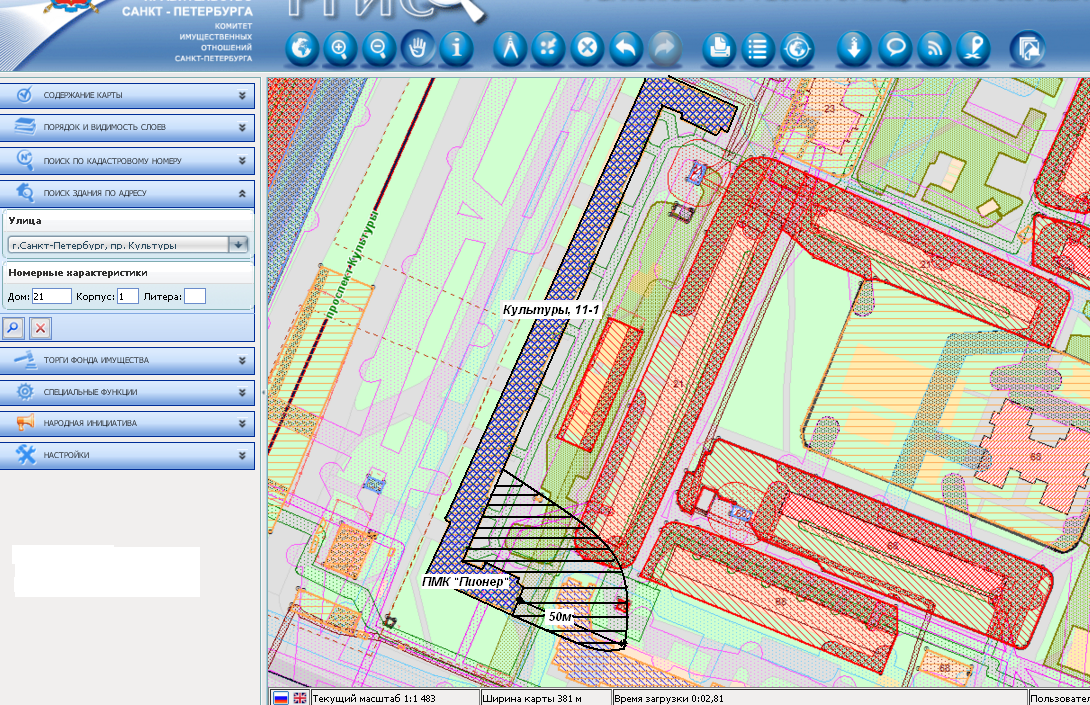 САНКТ - ПЕТЕРБУРГА
КОМИТЕТ
ИМУЩЕСТВЕННЫХ
ОТНОШЕНИЙ
САНКТ-ПЕТЕРБУРГА
СОДЕРЖАНИЕ КАРТЫ
ПОРЯДОК И ВИДИМОСТЬ СЛОЕВ
ПОИСК ПО КАДАСТРОВОМУ НОМЕРУ
ПОИСК ЗДАНИЯ ПО АДРЕСУ
Улица
г.Санкт-Петербург, пр. Культуры
Номерные характеристики
Дом: 21 Корпус: 1 Литера:
ТОРГИ ФОНДА ИМУЩЕСТВА
СПЕЦИАЛЬНЫЕ ФУНКЦИИ
НАРОДНАЯ ИНИЦИАТИВА
НАСТРОЙКИ
23
проспект Культуры
Культуры, 11-1
21
63
ПМК "Пионер"
50м
Текущий масштаб 1:1 483
Ширина карты 381 м
Время загрузки 0:02,81